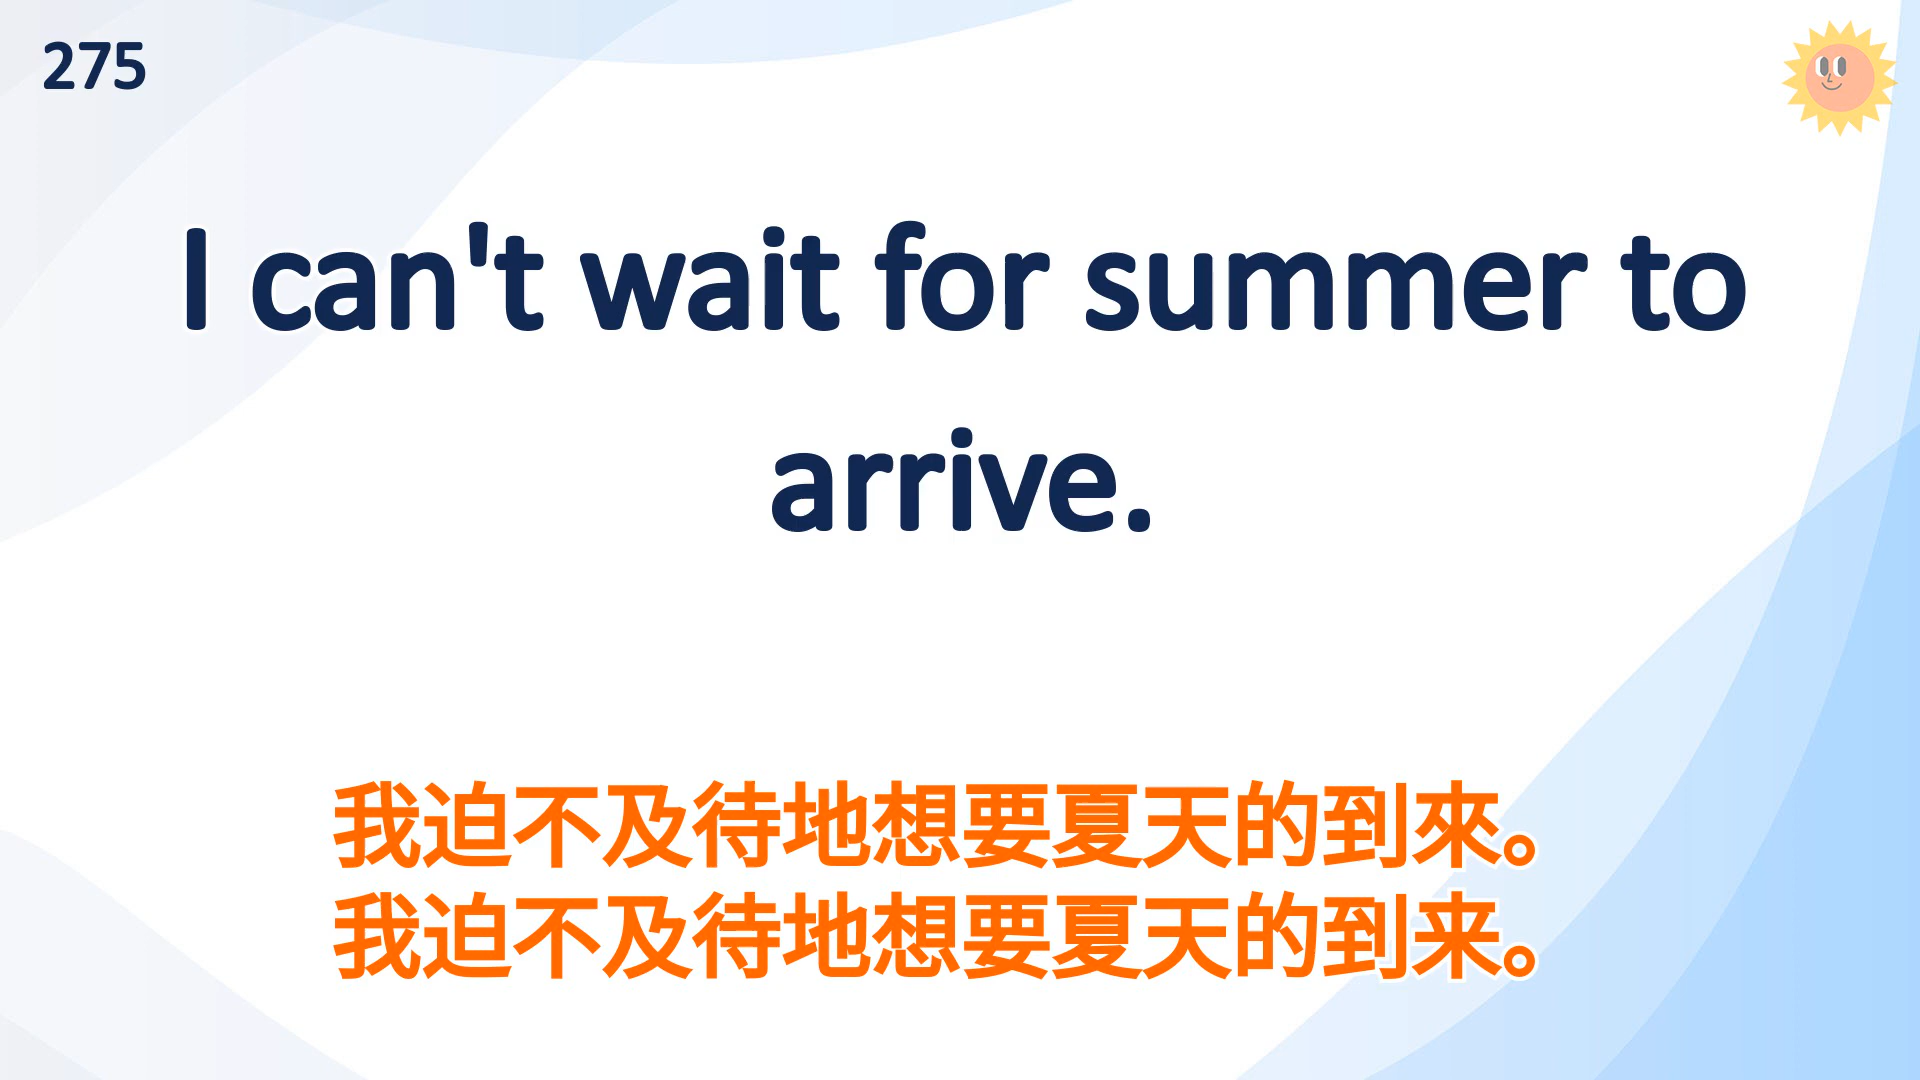 275
I can't wait for summer to
arrive.
我迫不及待地想要夏天的到來。
我迫不及待地想要夏天的到来。